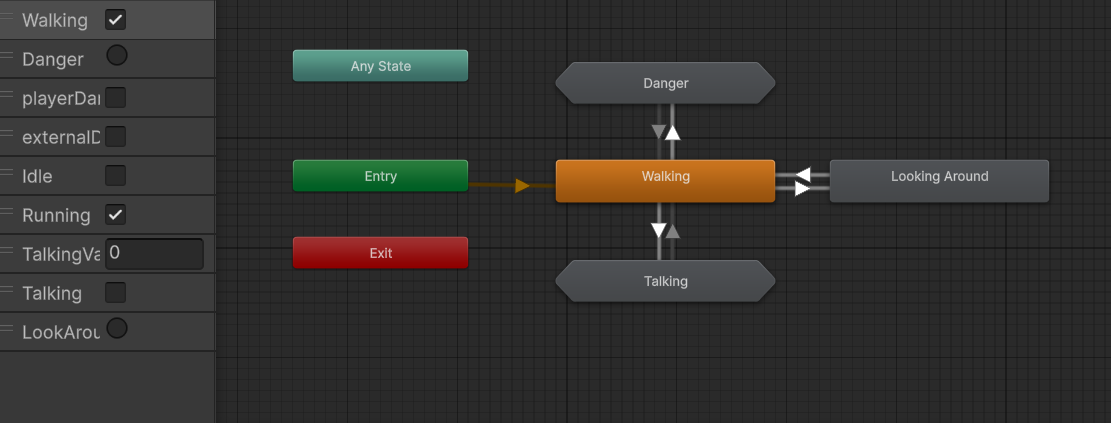 Walking
Danger
playerDa
externalD
Idle
Running
TalkingVa
0
Talking
LookArou
Any State
Entry
Exit
Danger
Walking
Looking Around
Talking